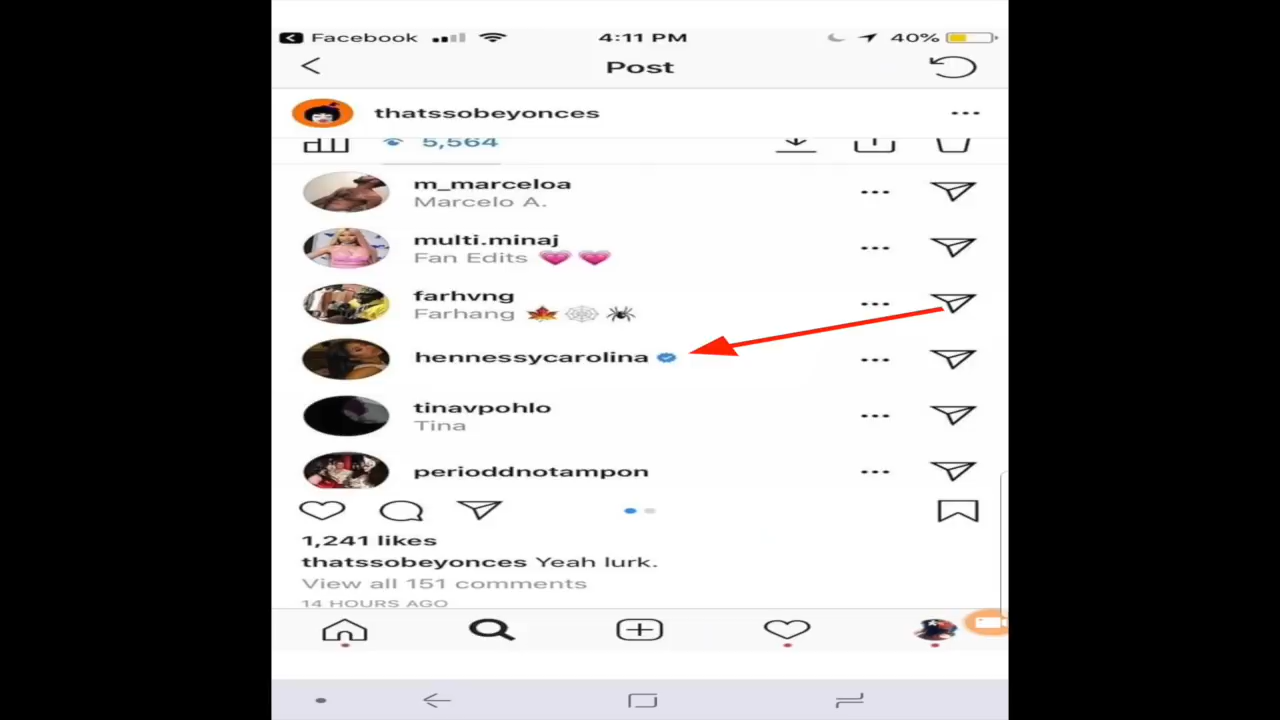 Facebook 4:11 PM 40%
Post
thatssobeyonces
5,564
m_marceloa
Marcelo A.
multi.minaj
Fan Edits 💗 💗
farhvng
Farhang 🍁 🕸️ 🕷️
hennessycarolina
tinavpohlo
Tina
perioddnotampon
1,241 likes
thatssobeyonces Yeah lurk.
View all 151 comments
14 HOURS AGO